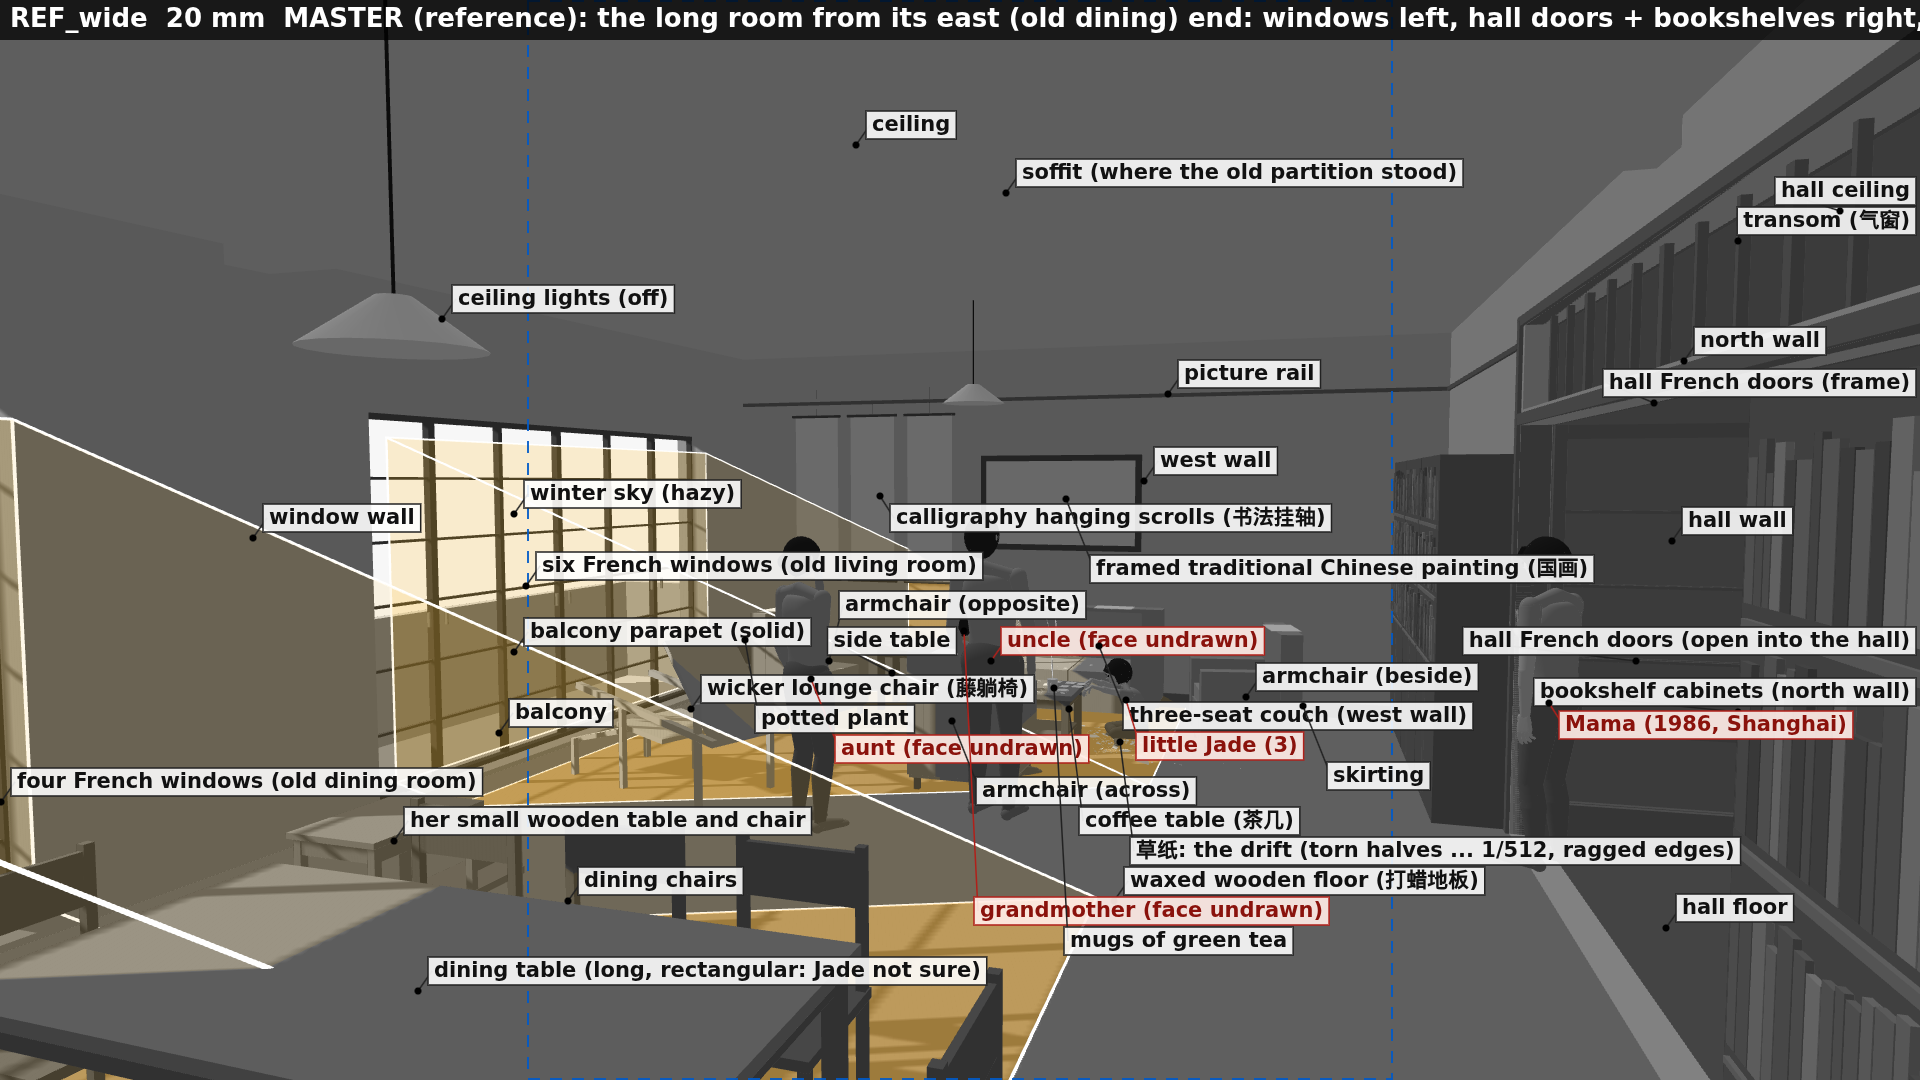 REF_wide 20 mm MASTER (reference): the long room from its east (old dining) end: windows left, hall doors + bookshelves right,
ceiling
soffit (where the old partition stood)
hall ceiling
transom (气窗)
ceiling lights (off)
north wall
picture rail
hall French doors (frame)
west wall
winter sky (hazy)
window wall
calligraphy hanging scrolls (书法挂轴)
hall wall
six French windows (old living room)
framed traditional Chinese painting (国画)
armchair (opposite)
balcony parapet (solid)
side table
uncle (face undrawn)
hall French doors (open into the hall)
armchair (beside)
wicker lounge chair (藤躺椅)
bookshelf cabinets (north wall)
balcony
potted plant
three-seat couch (west wall)
Mama (1986, Shanghai)
aunt (face undrawn)
little Jade (3)
skirting
four French windows (old dining room)
armchair (across)
her small wooden table and chair
coffee table (茶几)
草纸: the drift (torn halves ... 1/512, ragged edges)
dining chairs
waxed wooden floor (打蜡地板)
grandmother (face undrawn)
hall floor
mugs of green tea
dining table (long, rectangular: Jade not sure)